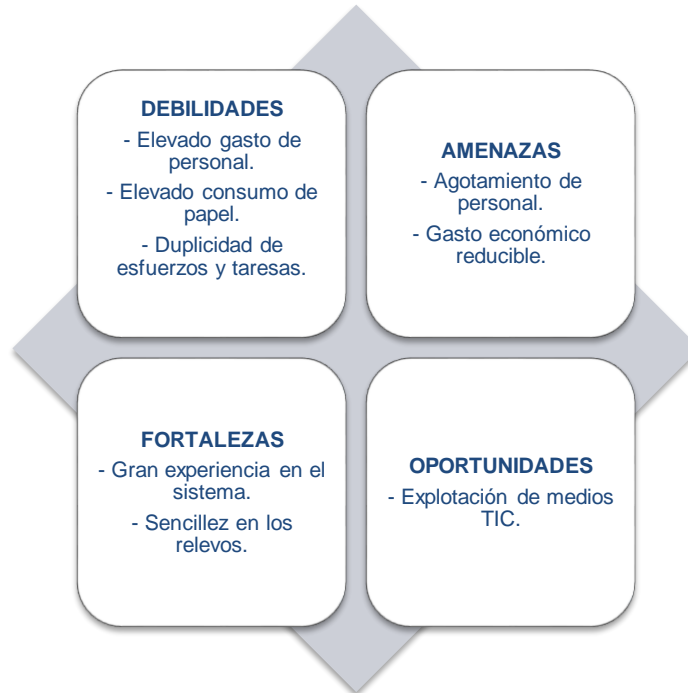 DEBILIDADES
- Elevado gasto de
personal.
- Elevado consumo de
papel.
- Duplicidad de
esfuerzos y taresas.
AMENAZAS
- Agotamiento de
personal.
- Gasto económico
reducible.
FORTALEZAS
- Gran experiencia en el
sistema.
- Sencillez en los
relevos.
OPORTUNIDADES
- Explotación de medios
TIC.